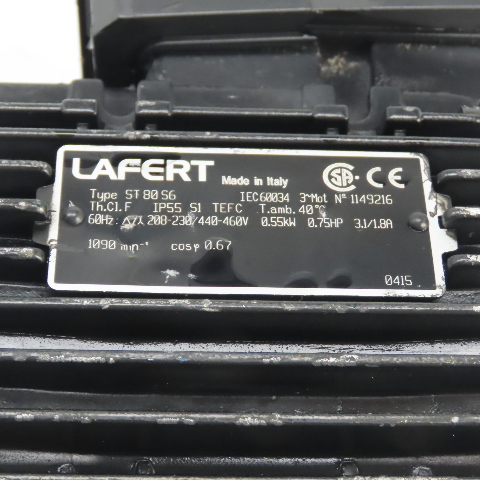 LAFERT Made in Italy SA CE
Type ST 80 S6 IEC60034 3~Mot Nº 1149216
Th.Cl.F IP55 S1 TEFC T.amb. 40°C
60Hz: Δ/Y 208-230/440-460V 0.55kW 0.75HP 3.1/1.8A
1090 min⁻¹ cosφ 0.67
0415